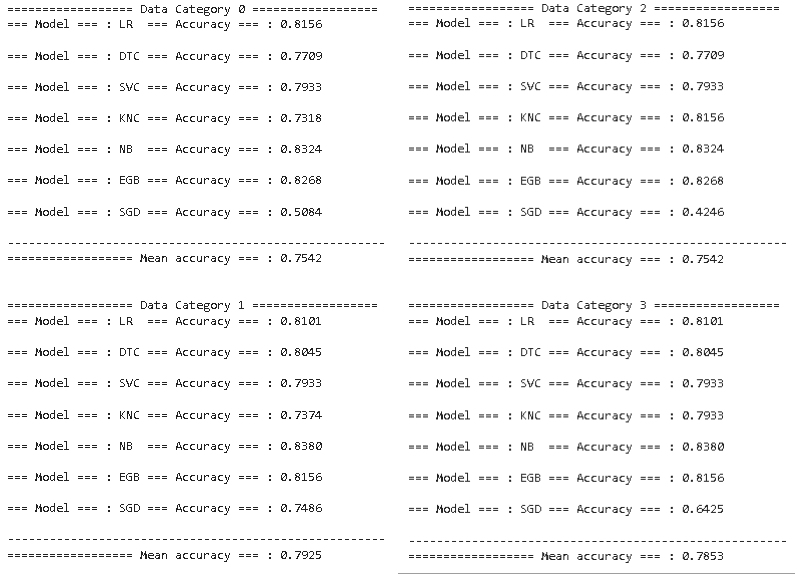 ================== Data Category 0 ==================
=== Model === : LR  === Accuracy === : 0.8156
=== Model === : DTC === Accuracy === : 0.7709
=== Model === : SVC === Accuracy === : 0.7933
=== Model === : KNC === Accuracy === : 0.7318
=== Model === : NB  === Accuracy === : 0.8324
=== Model === : EGB === Accuracy === : 0.8268
=== Model === : SGD === Accuracy === : 0.5084
------------------------------------------------------
================== Mean accuracy === : 0.7542
================== Data Category 1 ==================
=== Model === : LR  === Accuracy === : 0.8101
=== Model === : DTC === Accuracy === : 0.8045
=== Model === : SVC === Accuracy === : 0.7933
=== Model === : KNC === Accuracy === : 0.7374
=== Model === : NB  === Accuracy === : 0.8380
=== Model === : EGB === Accuracy === : 0.8156
=== Model === : SGD === Accuracy === : 0.7486
------------------------------------------------------
================== Mean accuracy === : 0.7925
================== Data Category 2 ==================
=== Model === : LR  === Accuracy === : 0.8156
=== Model === : DTC === Accuracy === : 0.7709
=== Model === : SVC === Accuracy === : 0.7933
=== Model === : KNC === Accuracy === : 0.8156
=== Model === : NB  === Accuracy === : 0.8324
=== Model === : EGB === Accuracy === : 0.8268
=== Model === : SGD === Accuracy === : 0.4246
------------------------------------------------------
================== Mean accuracy === : 0.7542
================== Data Category 3 ==================
=== Model === : LR  === Accuracy === : 0.8101
=== Model === : DTC === Accuracy === : 0.8045
=== Model === : SVC === Accuracy === : 0.7933
=== Model === : KNC === Accuracy === : 0.7933
=== Model === : NB  === Accuracy === : 0.8380
=== Model === : EGB === Accuracy === : 0.8156
=== Model === : SGD === Accuracy === : 0.6425
------------------------------------------------------
================== Mean accuracy === : 0.7853